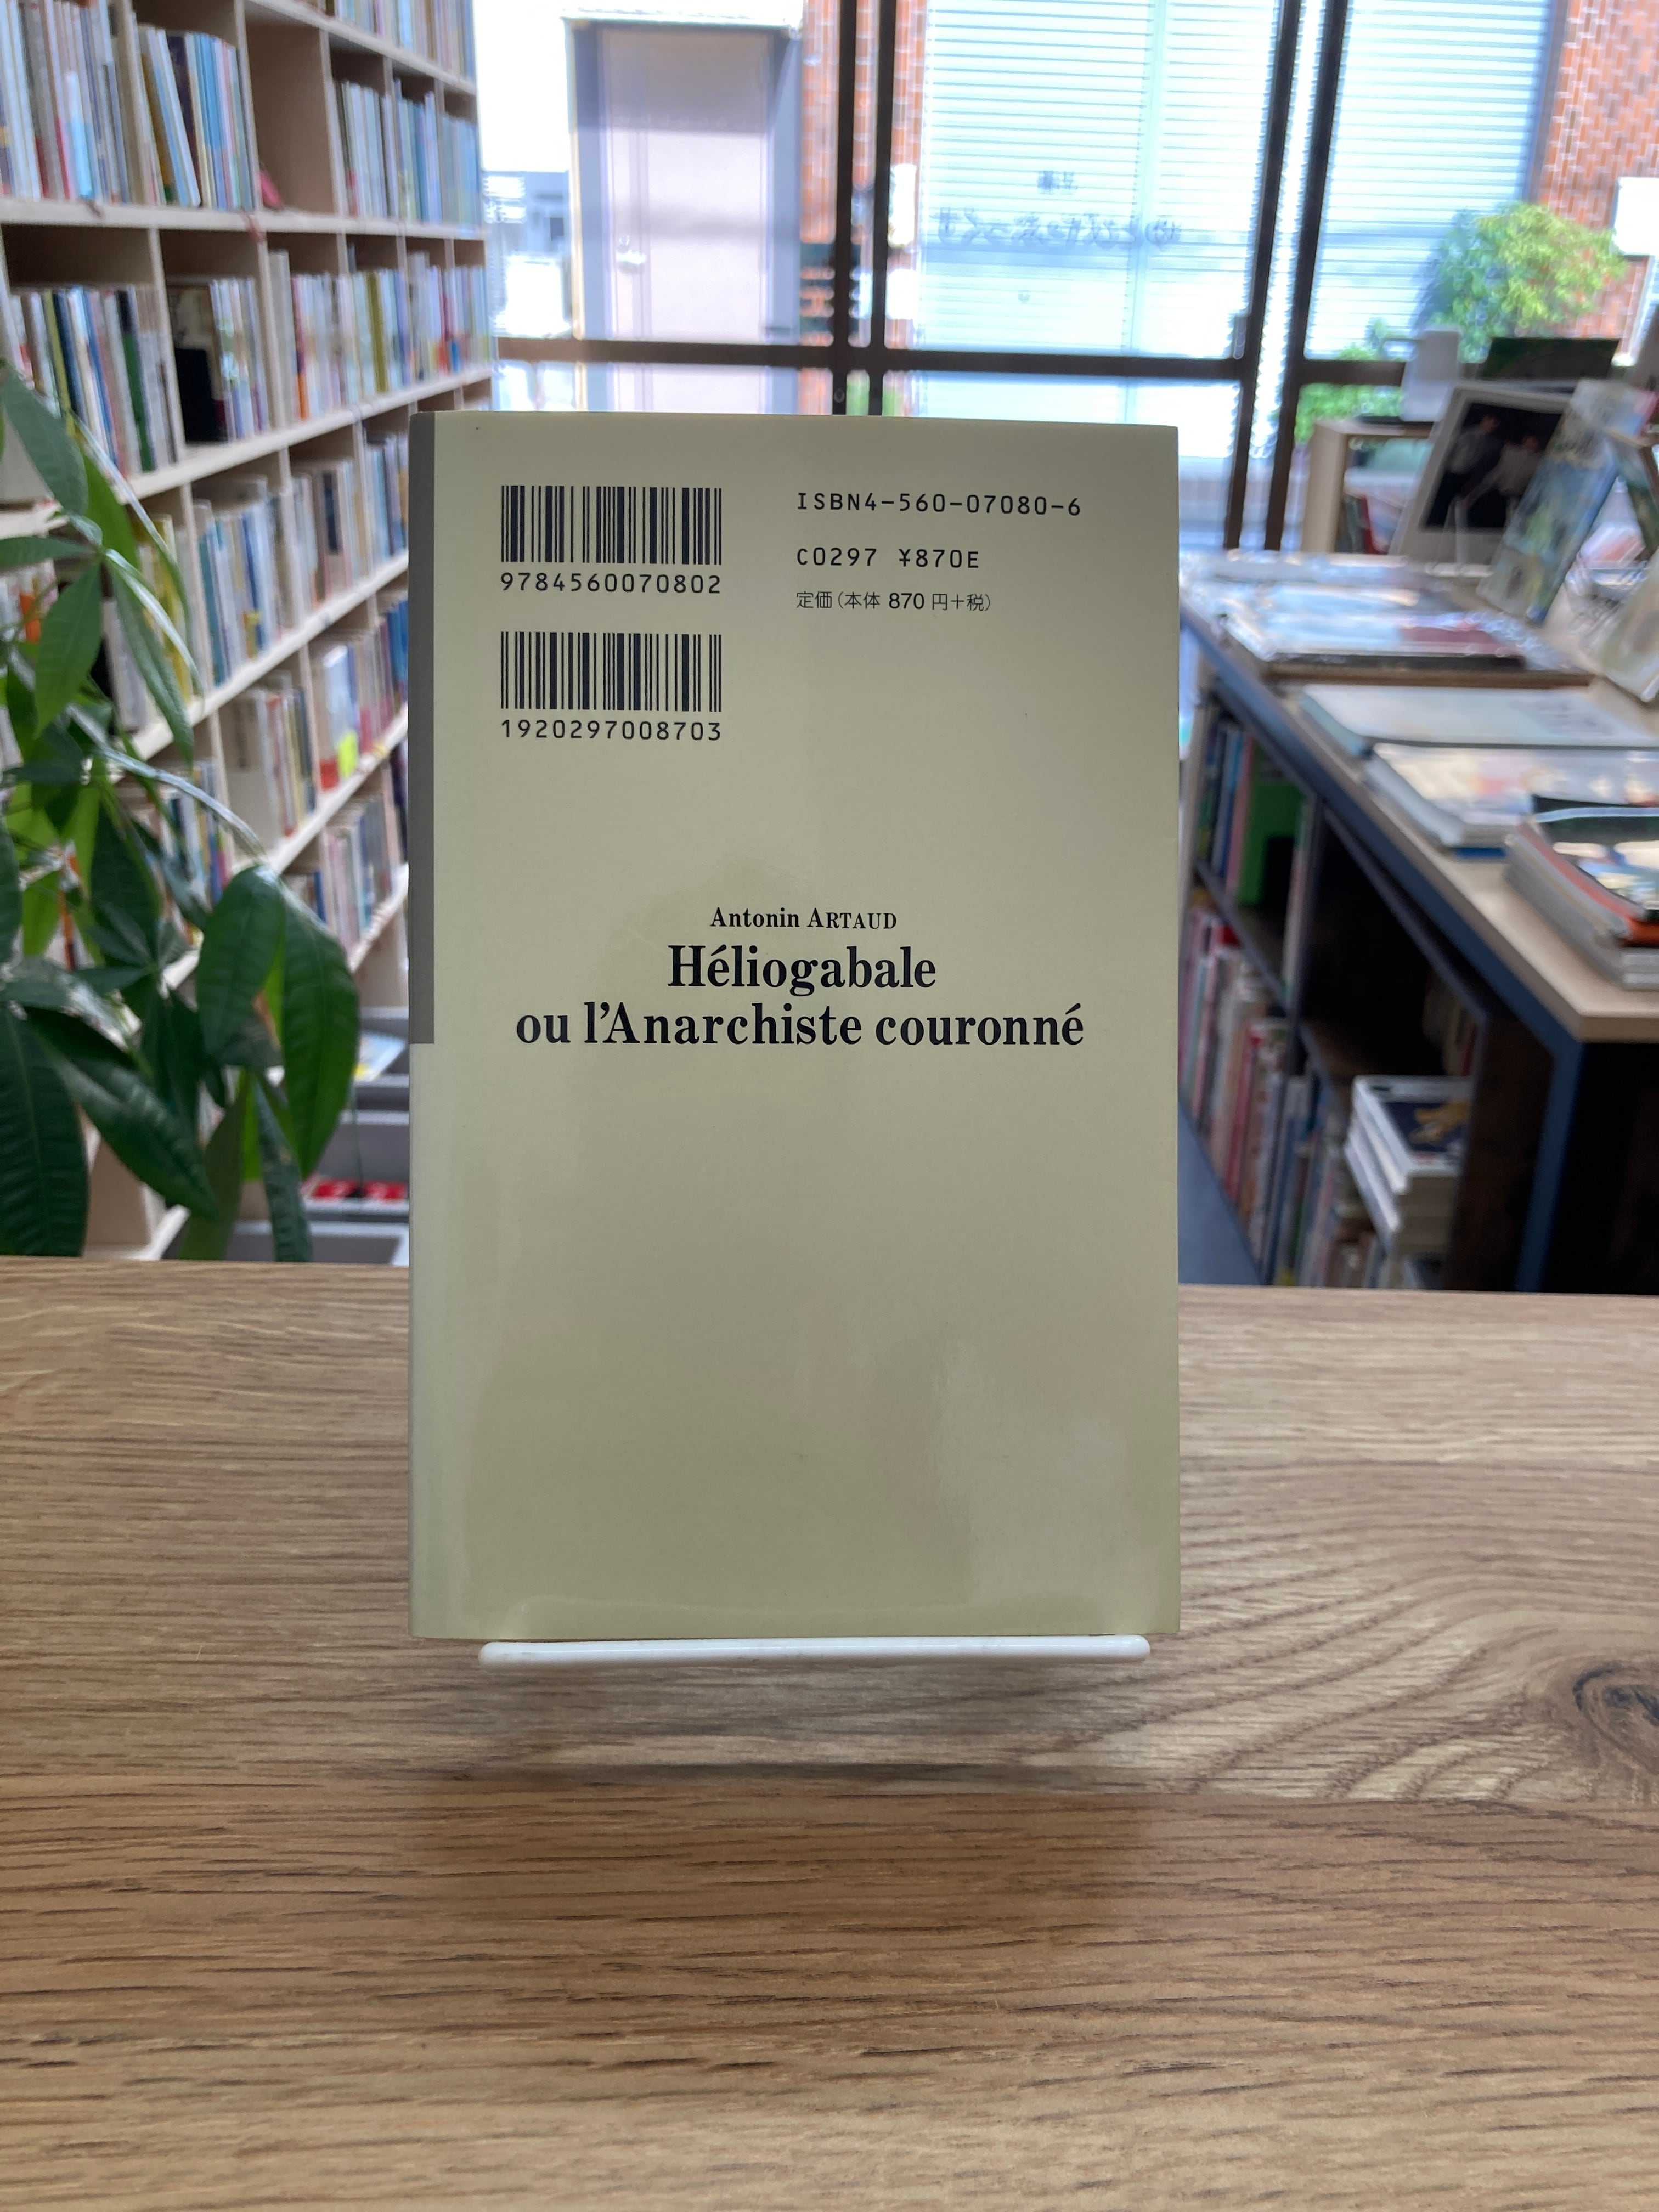 9784560070802
1920297008703
ISBN4-560-07080-6
C0297 ¥870E
定価(本体 870 円+税)
Antonin ARTAUD
Héliogabale
ou l'Anarchiste couronné